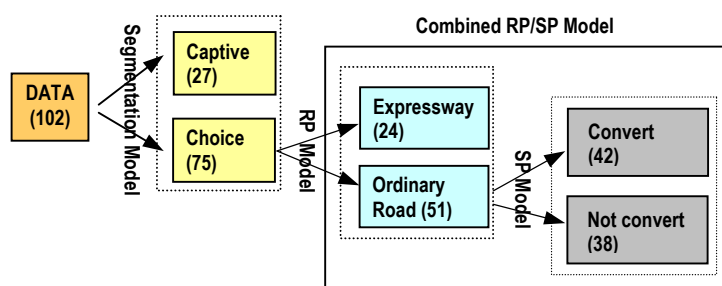 Combined RP/SP Model
Segmentation Model
DATA
(102)
Captive
(27)
Choice
(75)
RP Model
Expressway
(24)
Ordinary
Road (51)
SP Model
Convert
(42)
Not convert
(38)